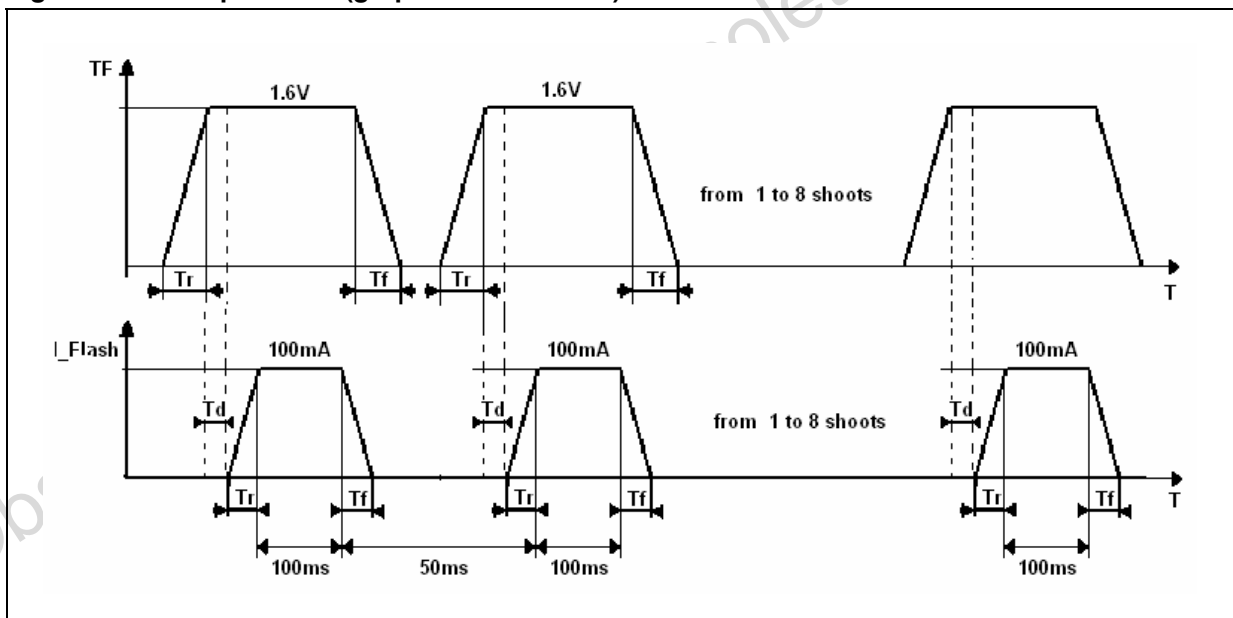 TF
1.6V
1.6V
from 1 to 8 shoots
Tr
Tf
Tr
Tf
T
I_Flash
100mA
100mA
100mA
Td
Td
from 1 to 8 shoots
Td
Tr
Tf
Tr
Tf
Tr
Tf
T
100ms
50ms
100ms
100ms